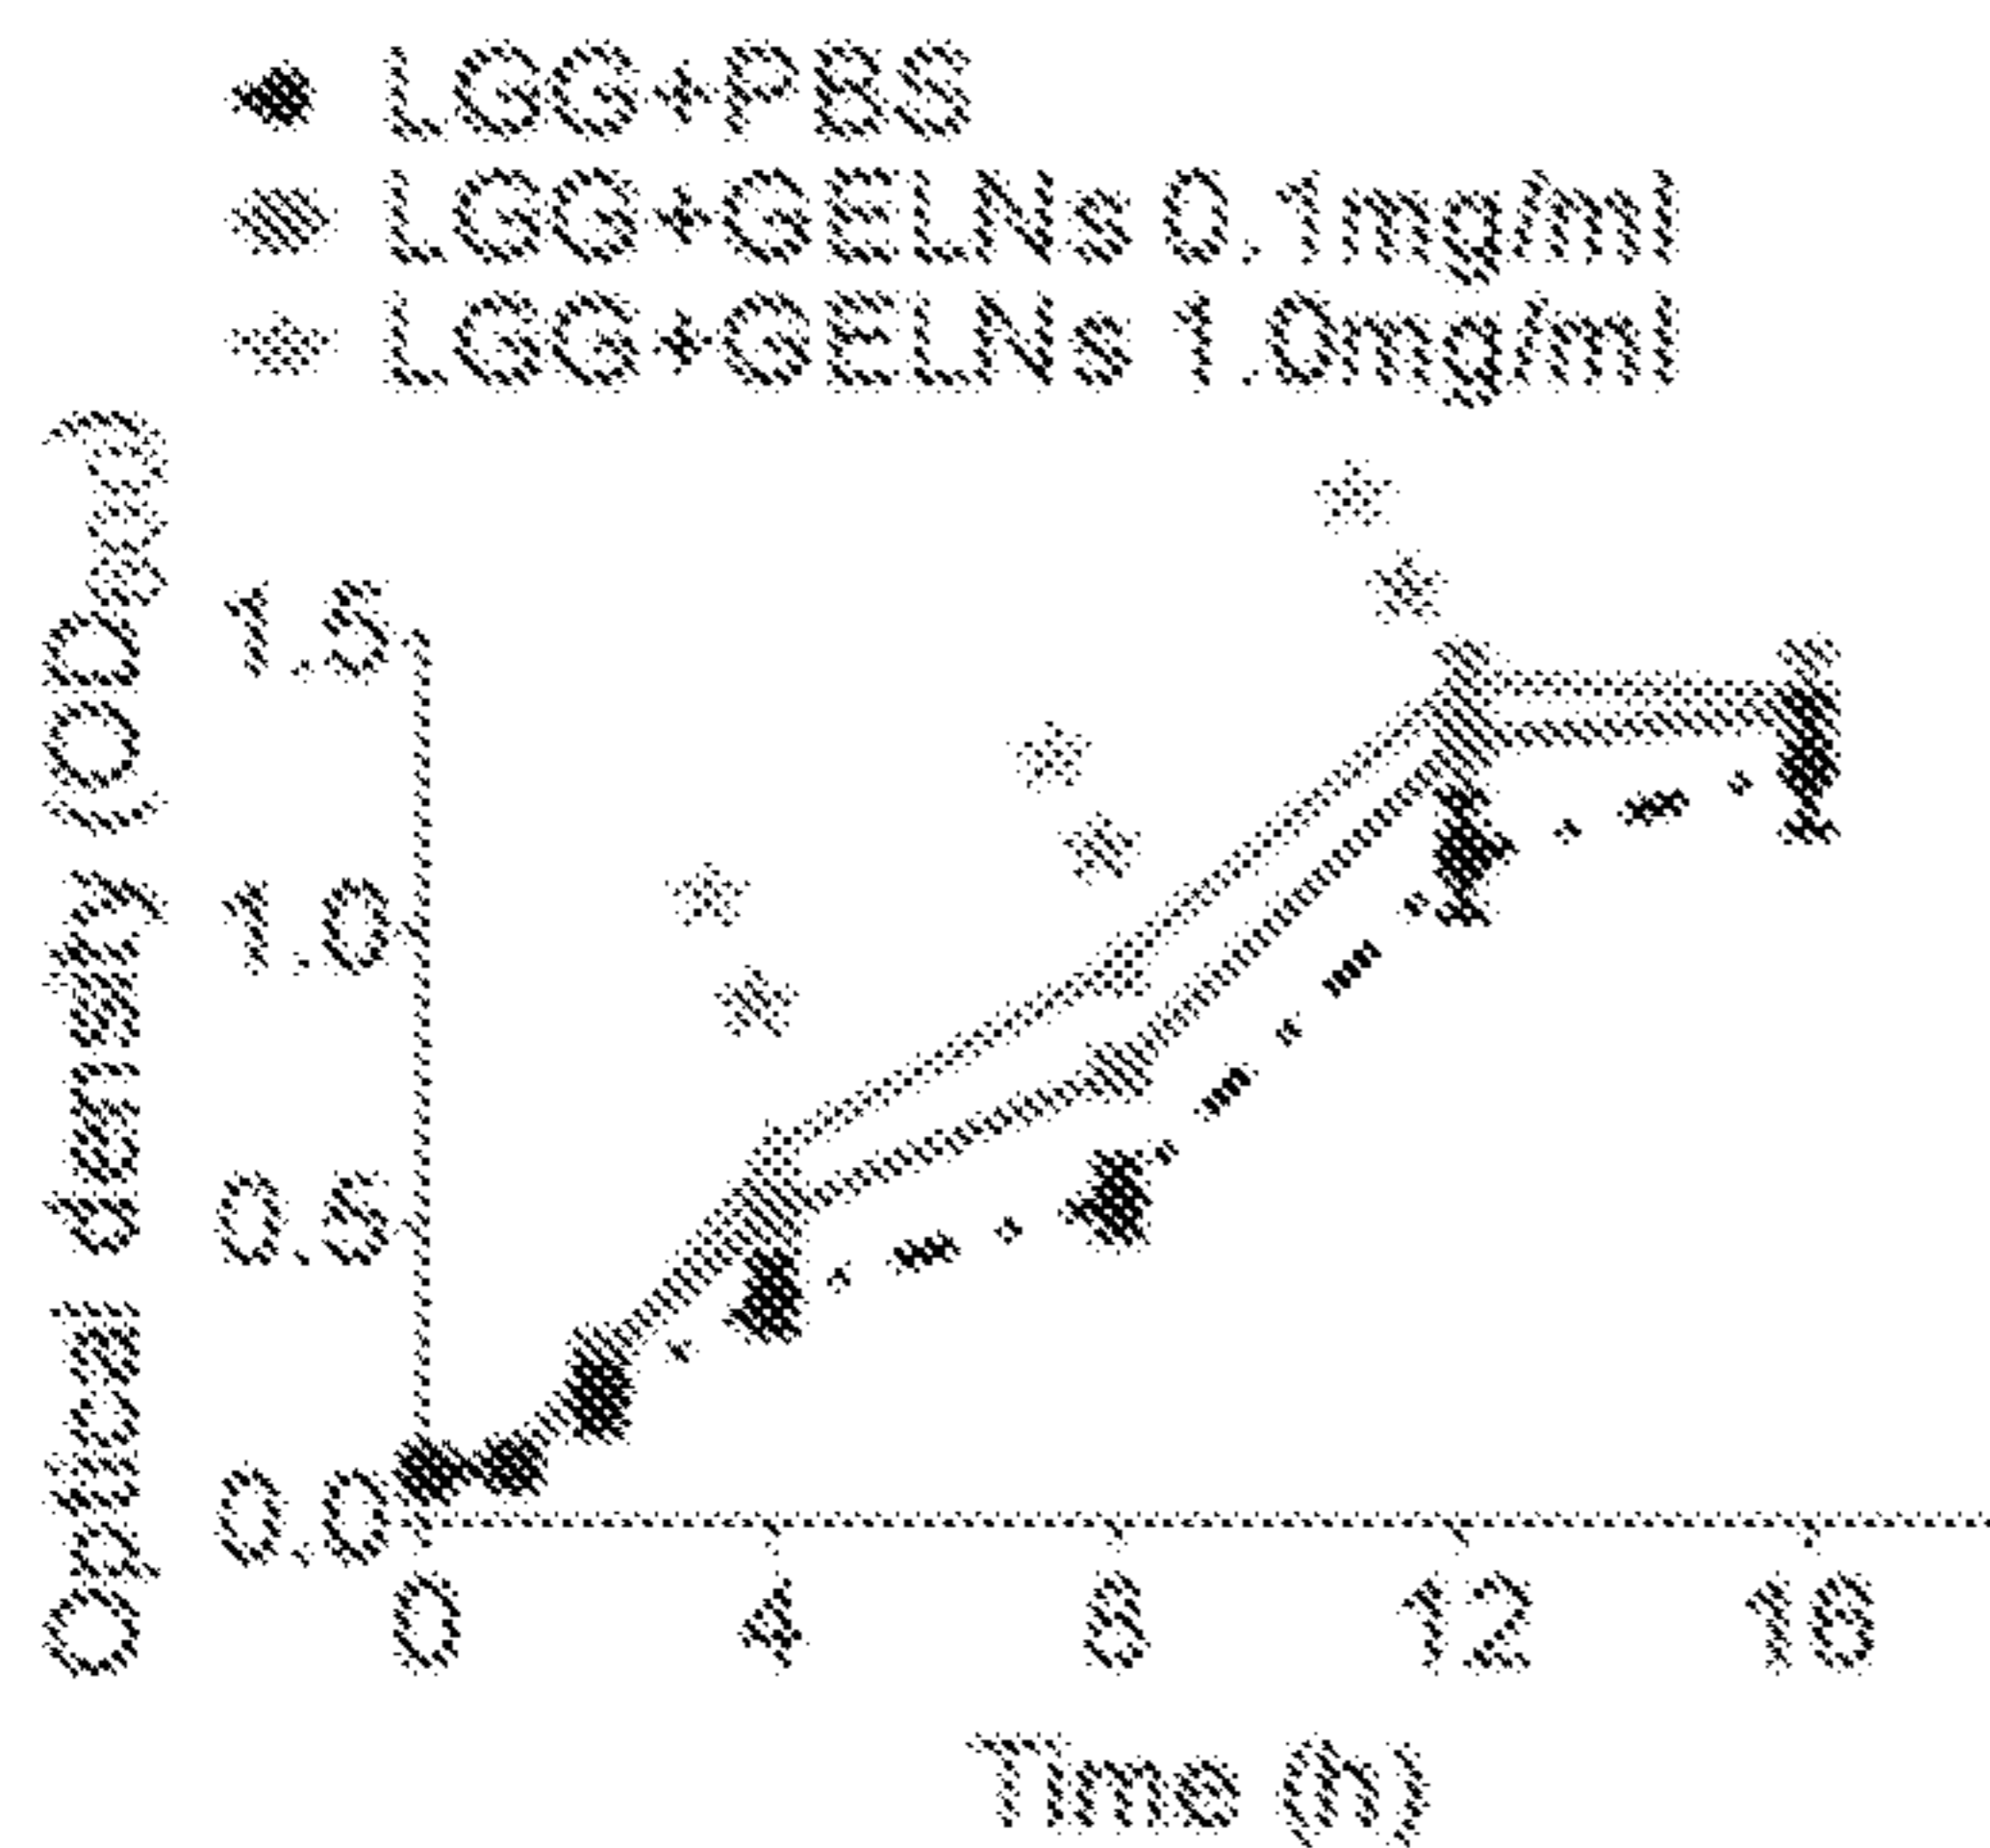 LGG+PBS
LGG+GELNs 0.1mg/ml
LGG+GELNs 1.0mg/ml
Optical density (OD
1.5
1.0
0.5
0.0
0 4 8 12 16
Time (h)